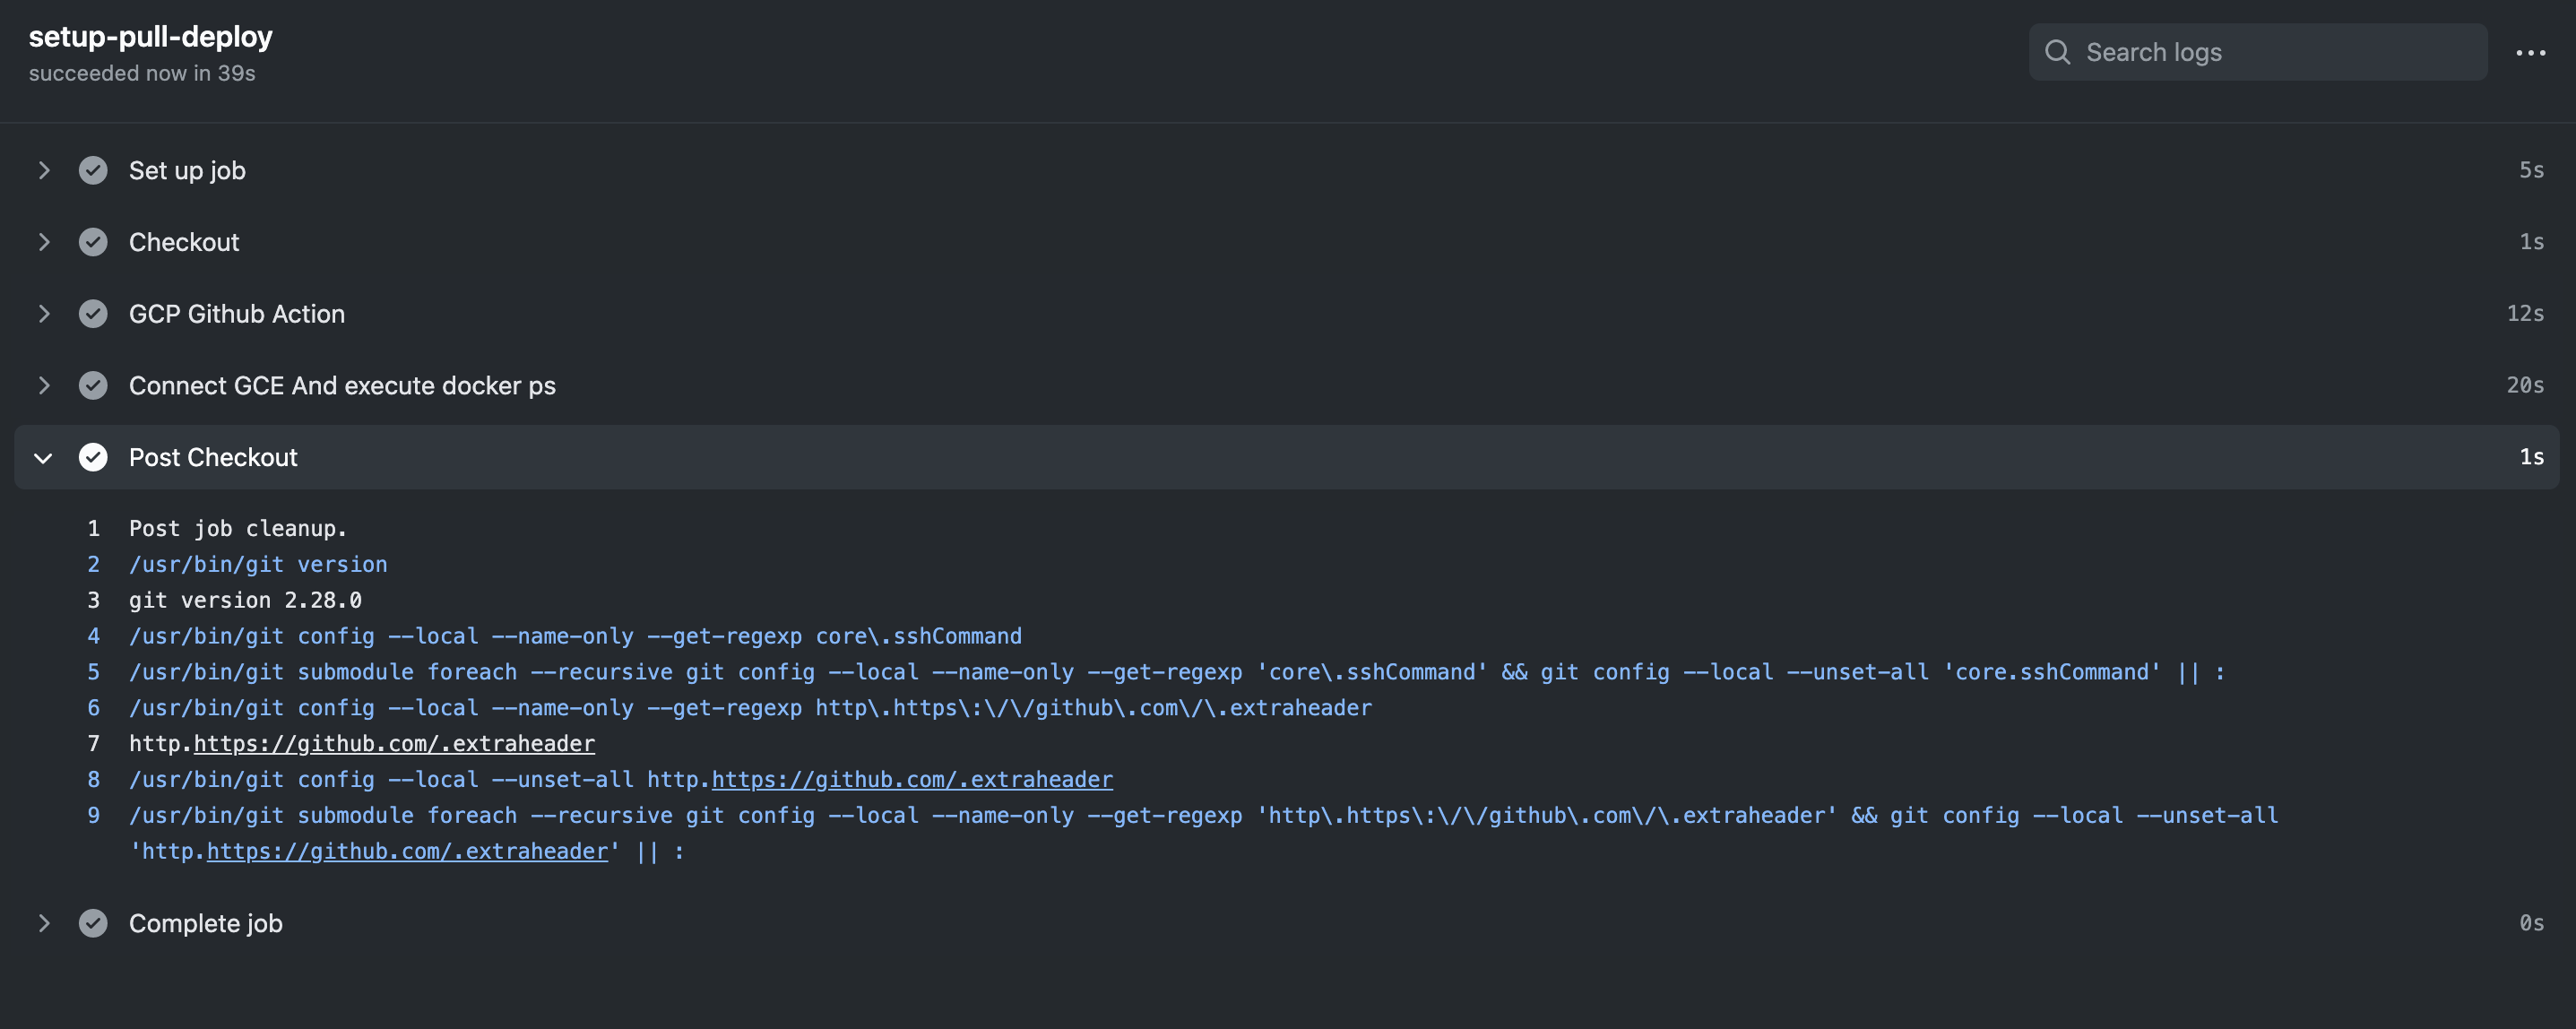 setup-pull-deploy
succeeded now in 39s
Search logs
Set up job 5s
Checkout 1s
GCP Github Action 12s
Connect GCE And execute docker ps 20s
Post Checkout 1s
1 Post job cleanup.
2 /usr/bin/git version
3 git version 2.28.0
4 /usr/bin/git config --local --name-only --get-regexp core\.sshCommand
5 /usr/bin/git submodule foreach --recursive git config --local --name-only --get-regexp 'core\.sshCommand' && git config --local --unset-all 'core.sshCommand' || :
6 /usr/bin/git config --local --name-only --get-regexp http\.https\:\/\/github\.com\/\.extraheader
7 http.https://github.com/.extraheader
8 /usr/bin/git config --local --unset-all http.https://github.com/.extraheader
9 /usr/bin/git submodule foreach --recursive git config --local --name-only --get-regexp 'http\.https\:\/\/github\.com\/\.extraheader' && git config --local --unset-all
'http.https://github.com/.extraheader' || :
Complete job 0s